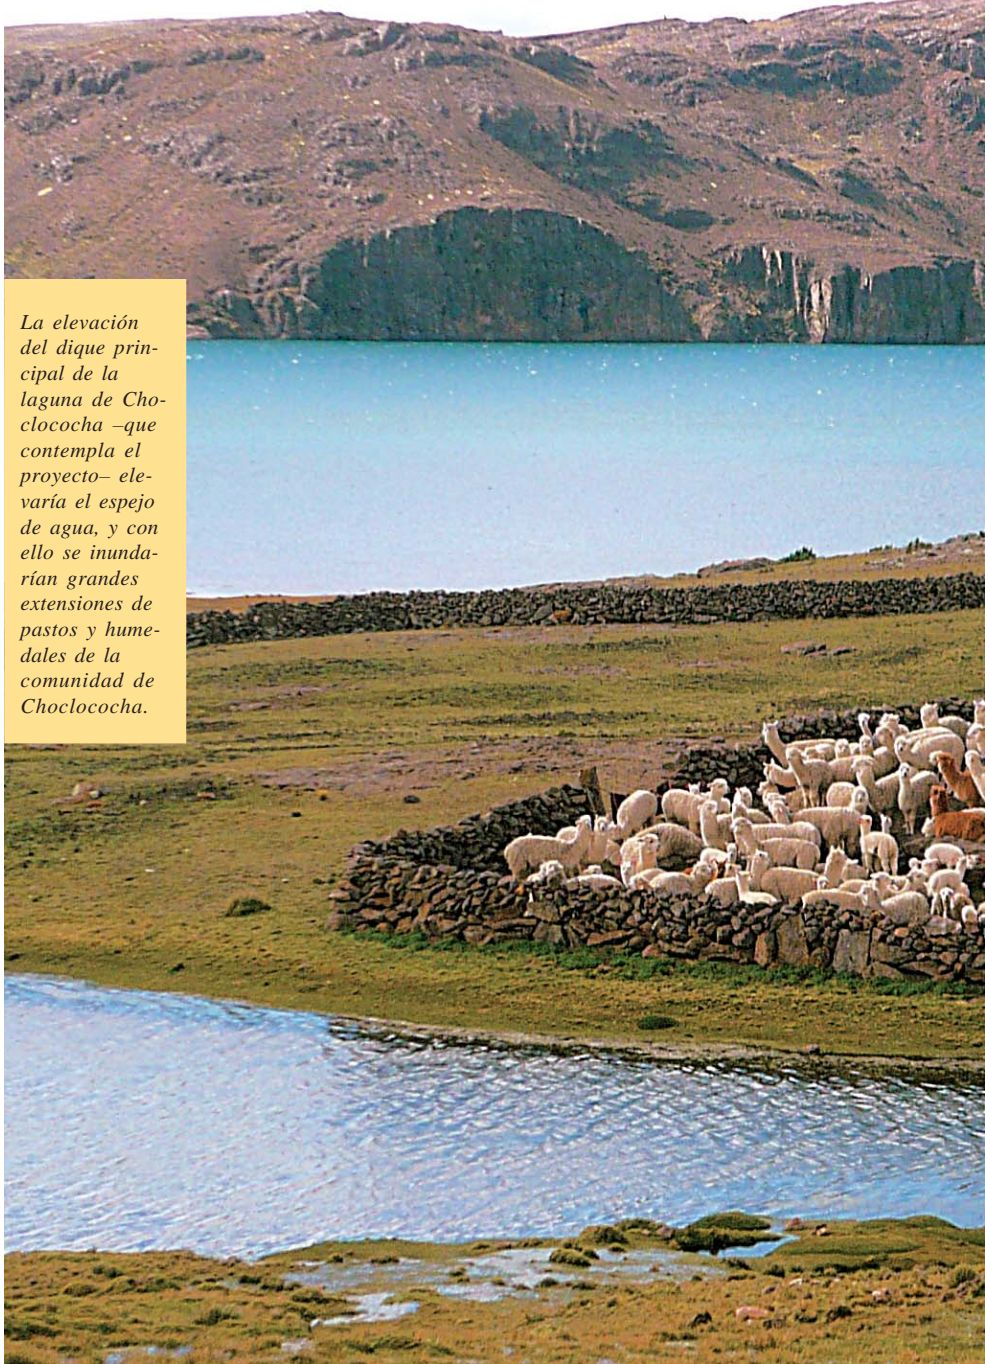 La elevación
del dique prin-
cipal de la
laguna de Cho-
clococha –que
contempla el
proyecto– ele-
varía el espejo
de agua, y con
ello se inunda-
rían grandes
extensiones de
pastos y hume-
dales de la
comunidad de
Choclococha.